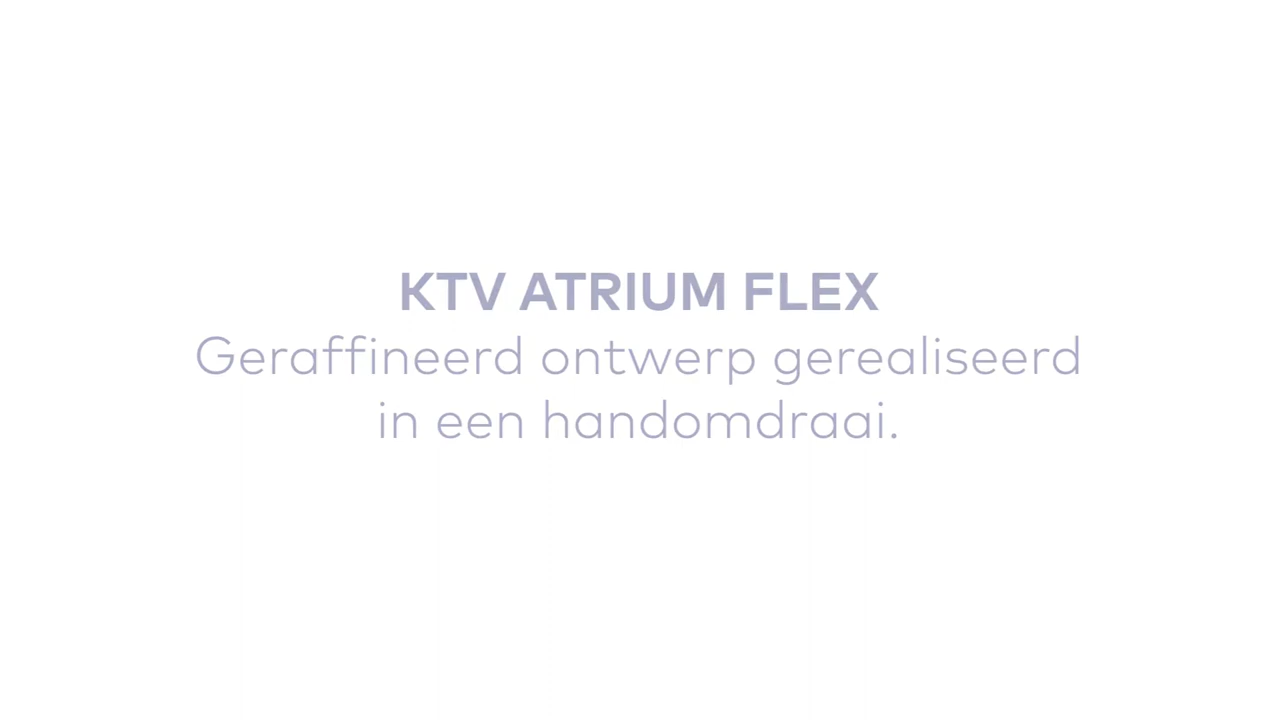 KTV ATRIUM FLEX
Geraffineerd ontwerp gerealiseerd
in een handomdraai.